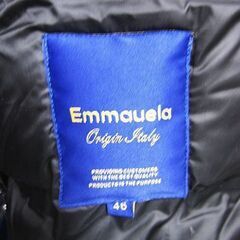 Emmauela
Origin Italy
PROVIDING CUSTOMERS
WITH THE BEST QUALITY
PRODUCTS IS THE PURPOSE
46